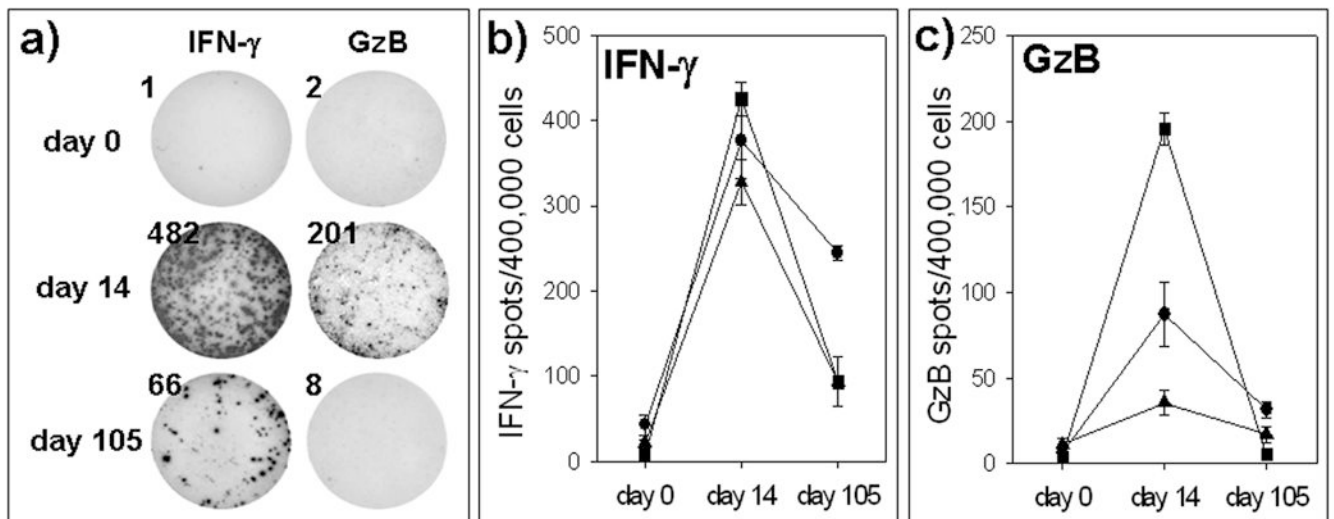 a)
IFN-γ GzB
1 2
day 0
482 201
day 14
66 8
day 105
b)
IFN-γ
IFN-γ spots/400,000 cells
500
400
300
200
100
0
day 0 day 14 day 105
c)
GzB
GzB spots/400,000 cells
250
200
150
100
50
0
day 0 day 14 day 105